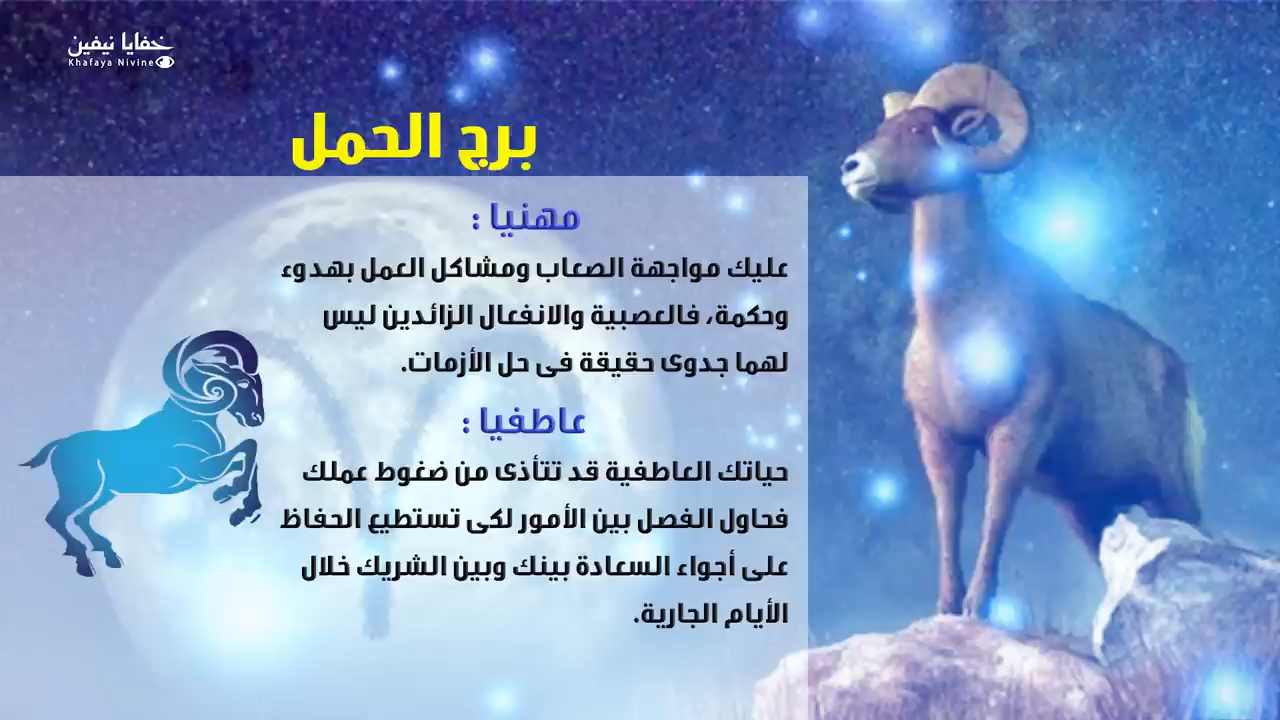 خفايا نيفين
Khafaya Nivine
برج الحمل
مهنيا :
عليك مواجهة الصعاب ومشاكل العمل بهدوء
وحكمة، فالعصبية والانفعال الزائدين ليس
لهما جدوى حقيقة فى حل الأزمات.
عاطفيا :
حياتك العاطفية قد تتأذى من ضغوط عملك
فحاول الفصل بين الأمور لكى تستطيع الحفاظ
على أجواء السعادة بينك وبين الشريك خلال
الأيام الجارية.